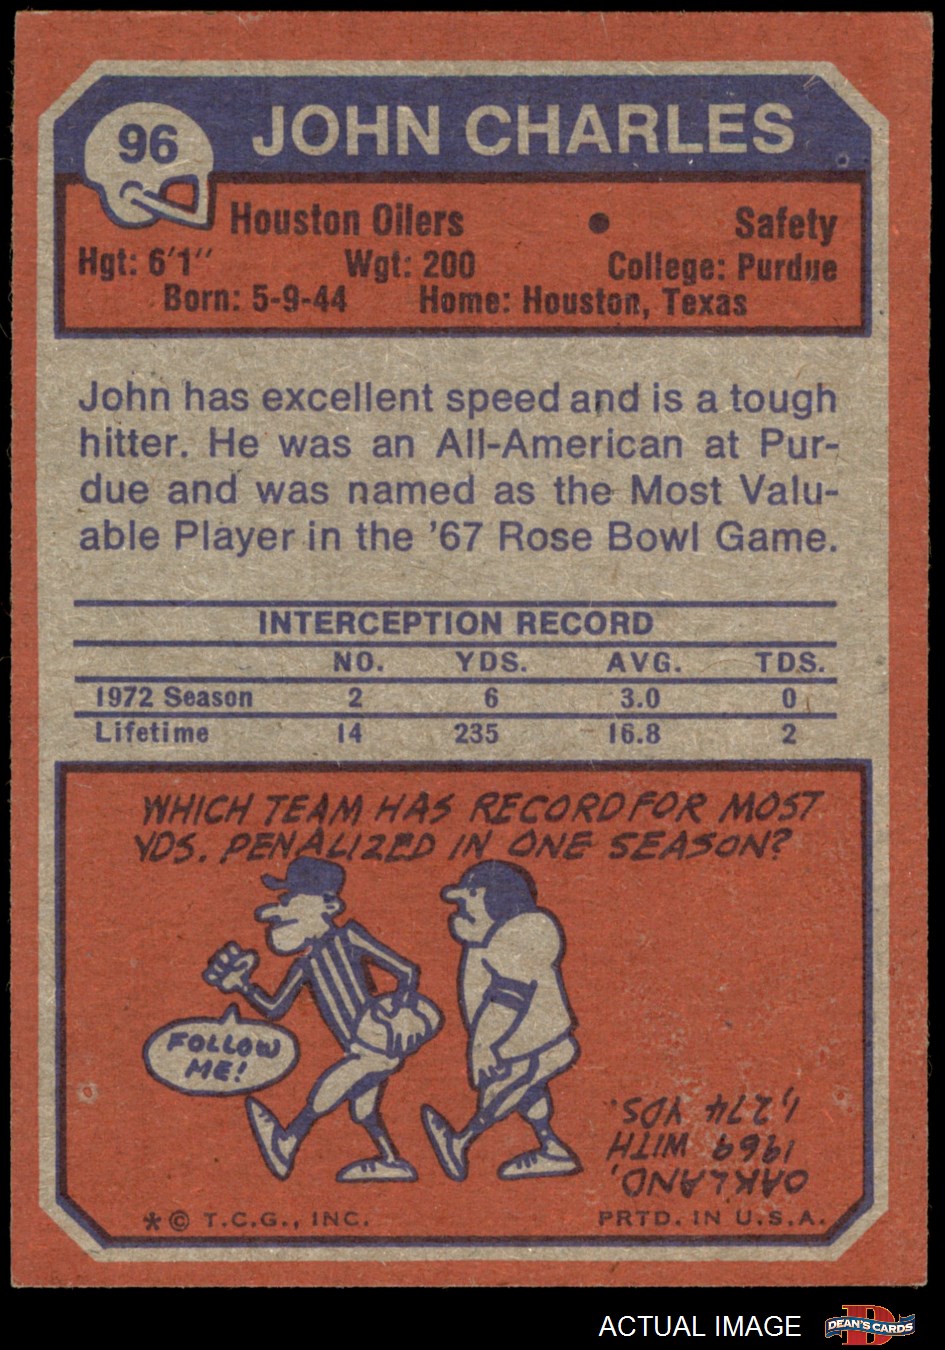 96
JOHN CHARLES
Houston Oilers • Safety
Hgt: 6'1" Wgt: 200 College: Purdue
Born: 5-9-44 Home: Houston, Texas
John has excellent speed and is a tough
hitter. He was an All-American at Pur-
due and was named as the Most Valu-
able Player in the '67 Rose Bowl Game.
INTERCEPTION RECORD
NO. YDS. AVG. TDS.
1972 Season 2 6 3.0 0
Lifetime 14 235 16.8 2
WHICH TEAM HAS RECORD FOR MOST
YDS. PENALIZED IN ONE SEASON?
FOLLOW
ME!
OAKLAND,
1969 WITH
1,274 YDS.
* © T.C.G., INC. PRTD. IN U.S.A.
ACTUAL IMAGE
D
DEAN'S CARDS